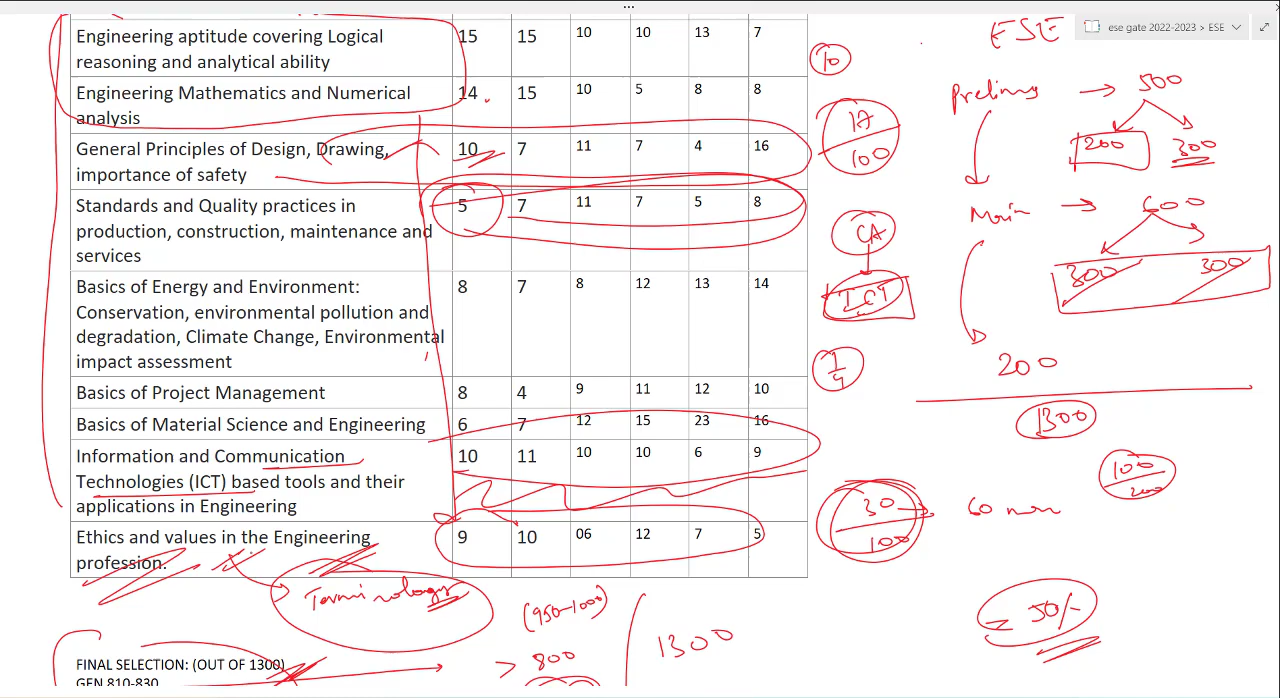 ese gate 2022-2023 > ESE
Engineering aptitude covering Logical reasoning and analytical ability 15 15 10 10 13 7
Engineering Mathematics and Numerical analysis 14 15 10 5 8 8
General Principles of Design, Drawing, importance of safety 10 7 11 7 4 16
Standards and Quality practices in production, construction, maintenance and services 5 7 11 7 5 8
Basics of Energy and Environment: Conservation, environmental pollution and degradation, Climate Change, Environmental impact assessment 8 7 8 12 13 14
Basics of Project Management 8 4 9 11 12 10
Basics of Material Science and Engineering 6 7 12 15 23 16
Information and Communication Technologies (ICT) based tools and their applications in Engineering 10 11 10 10 6 9
Ethics and values in the Engineering profession. 9 10 06 12 7 5
FINAL SELECTION: (OUT OF 1300)
GEN 810-830
10
17/100
CA
ICT
1/9
30/100
60 more
ESE
Prelims → 500
200 300
Main → 600
300 300
200
1300
100/200
= 50/-
Terminology
(950-1000)
> 800
1300